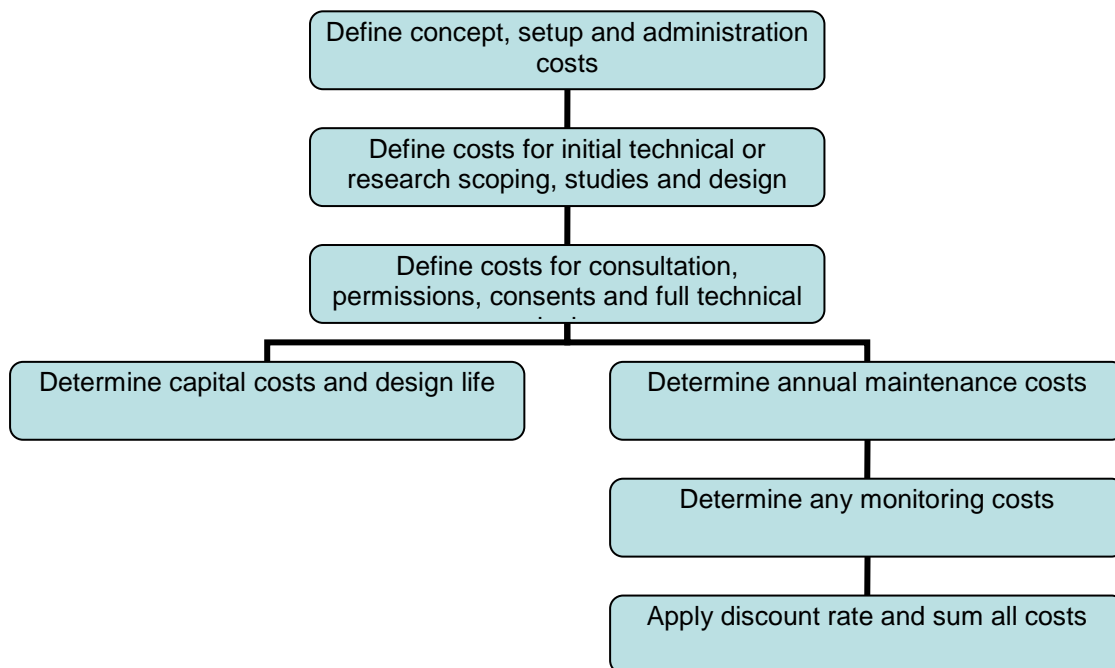 Define concept, setup and administration
costs
Define costs for initial technical or
research scoping, studies and design
Define costs for consultation,
permissions, consents and full technical
Determine capital costs and design life
Determine annual maintenance costs
Determine any monitoring costs
Apply discount rate and sum all costs